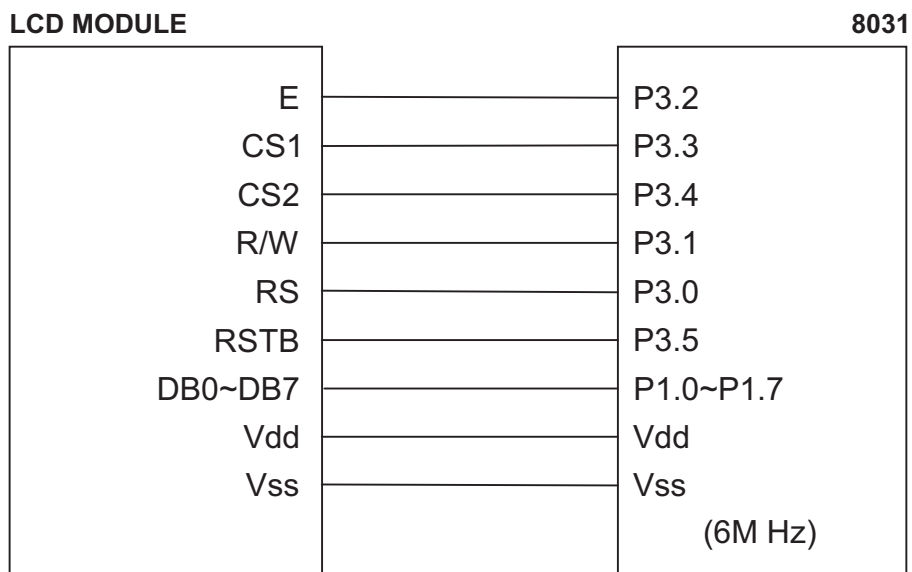 LCD MODULE 8031
E P3.2
CS1 P3.3
CS2 P3.4
R/W P3.1
RS P3.0
RSTB P3.5
DB0~DB7 P1.0~P1.7
Vdd Vdd
Vss Vss
(6M Hz)